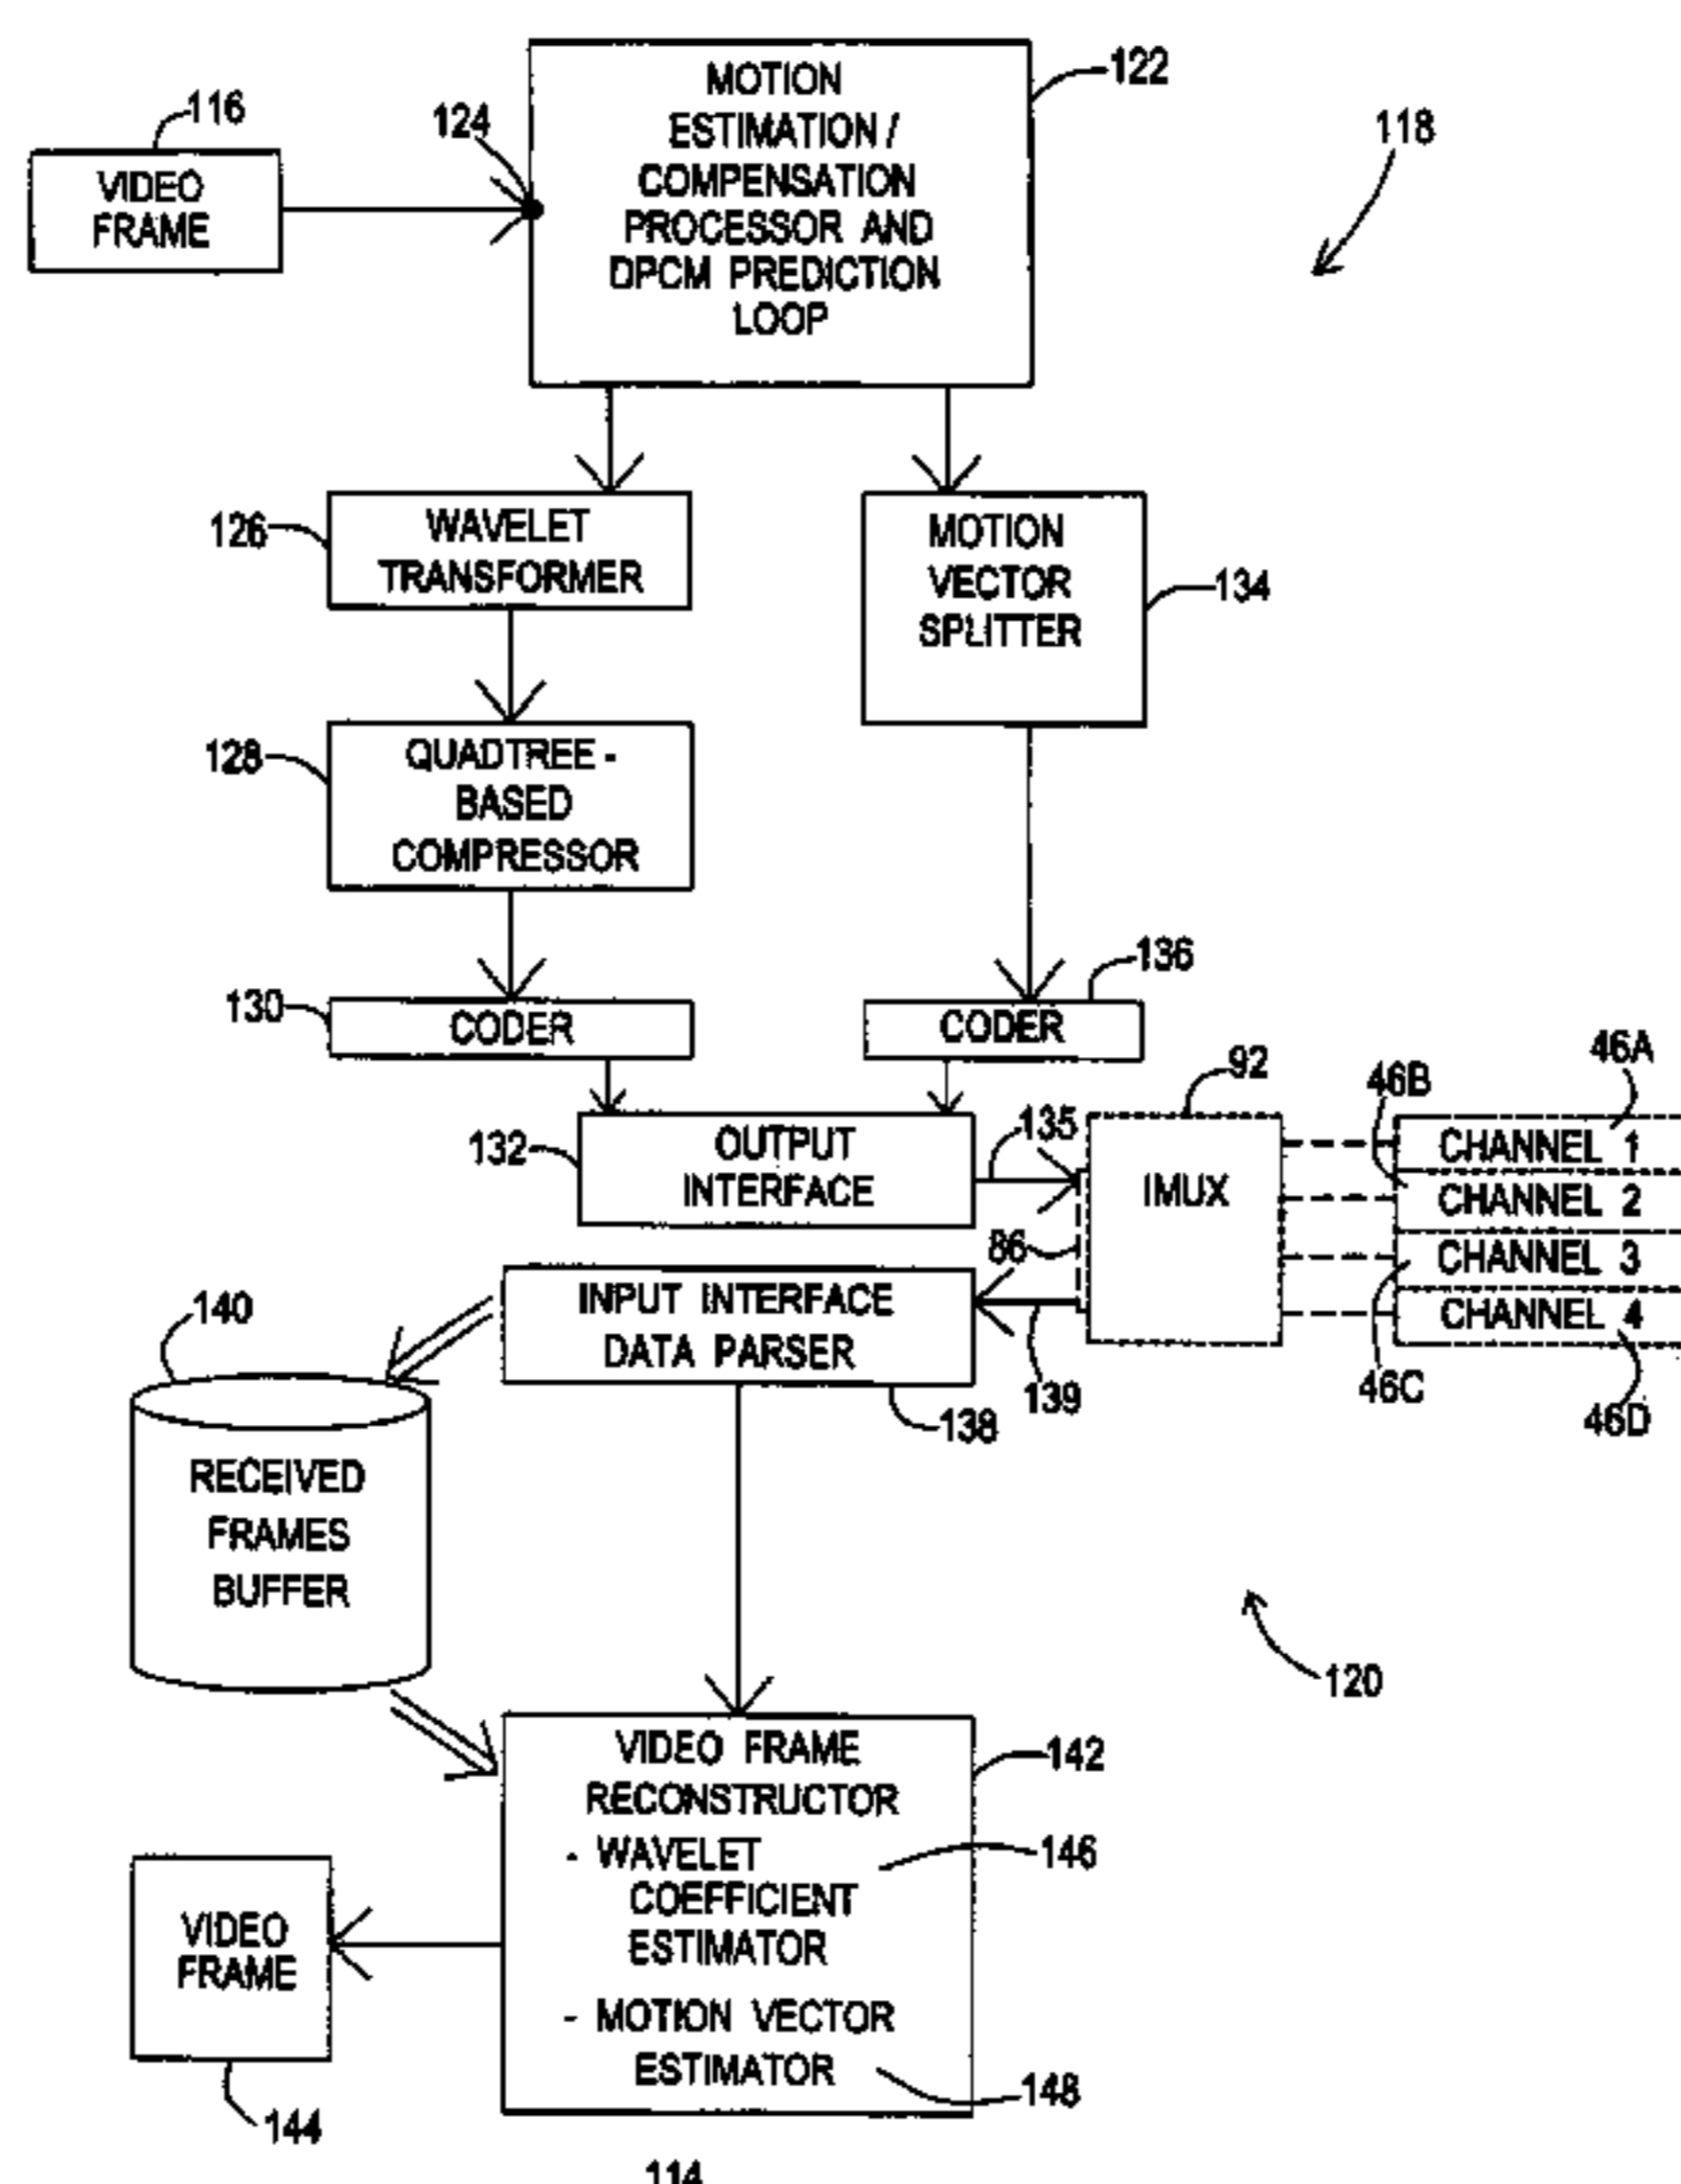 116
VIDEO
FRAME
124
MOTION
ESTIMATION /
COMPENSATION
PROCESSOR AND
DPCM PREDICTION
LOOP
122
118
126
WAVELET
TRANSFORMER
MOTION
VECTOR
SPLITTER
134
128
QUADTREE -
BASED
COMPRESSOR
130
CODER
CODER
136
92
46B
46A
132
OUTPUT
INTERFACE
135
86
IMUX
CHANNEL 1
CHANNEL 2
CHANNEL 3
CHANNEL 4
INPUT INTERFACE
DATA PARSER
138
139
46C
46D
140
RECEIVED
FRAMES
BUFFER
120
VIDEO FRAME
RECONSTRUCTOR
- WAVELET
COEFFICIENT
ESTIMATOR
- MOTION VECTOR
ESTIMATOR
142
146
148
VIDEO
FRAME
144
114